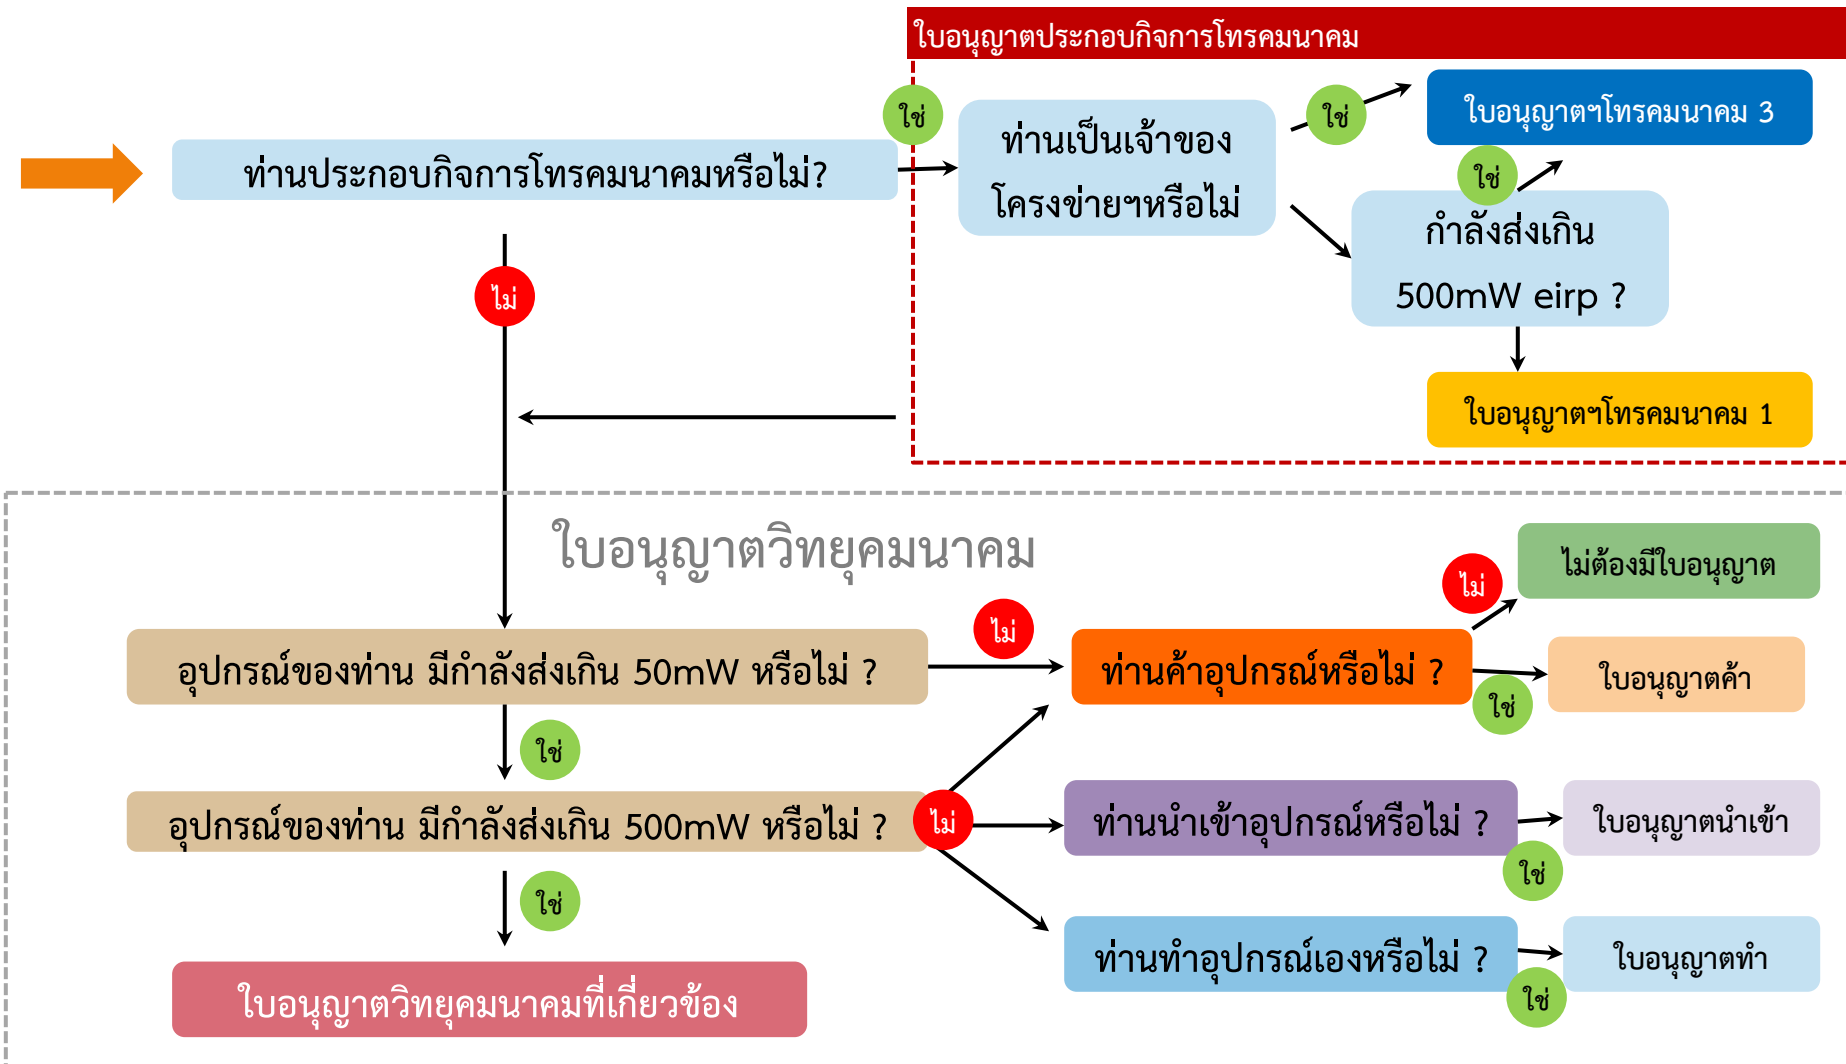 ใบอนุญาตประกอบกิจการโทรคมนาคม
ใช่
ท่านประกอบกิจการโทรคมนาคมหรือไม่?
ท่านเป็นเจ้าของ
โครงข่ายฯหรือไม่
ใช่
ใบอนุญาตฯโทรคมนาคม 3
ใช่
กำลังส่งเกิน
500mW eirp ?
ไม่
ใบอนุญาตฯโทรคมนาคม 1
ใบอนุญาตวิทยุคมนาคม
ไม่ต้องมีใบอนุญาต
ไม่
ไม่
อุปกรณ์ของท่าน มีกำลังส่งเกิน 50mW หรือไม่ ?
ท่านค้าอุปกรณ์หรือไม่ ?
ใบอนุญาตค้า
ใช่
ใช่
อุปกรณ์ของท่าน มีกำลังส่งเกิน 500mW หรือไม่ ?
ไม่
ท่านนำเข้าอุปกรณ์หรือไม่ ?
ใบอนุญาตนำเข้า
ใช่
ใช่
ท่านทำอุปกรณ์เองหรือไม่ ?
ใบอนุญาตทำ
ใช่
ใบอนุญาตวิทยุคมนาคมที่เกี่ยวข้อง